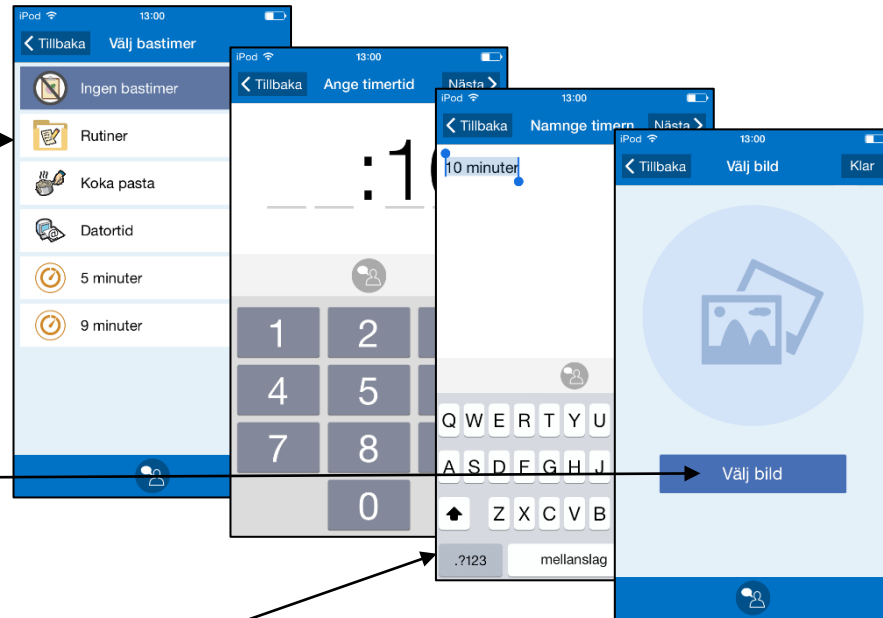 iPod 13:00
Tillbaka Välj bastimer
Ingen bastimer
Rutiner
Koka pasta
Datortid
5 minuter
9 minuter
iPod 13:00
Tillbaka Ange timertid Nästa
:10
1 2
4 5
7 8
0
iPod 13:00
Tillbaka Namnge timern Nästa
10 minuter
Q W E R T Y U
A S D F G H J
Z X C V B
.?123 mellanslag
iPod 13:00
Tillbaka Välj bild Klar
Välj bild